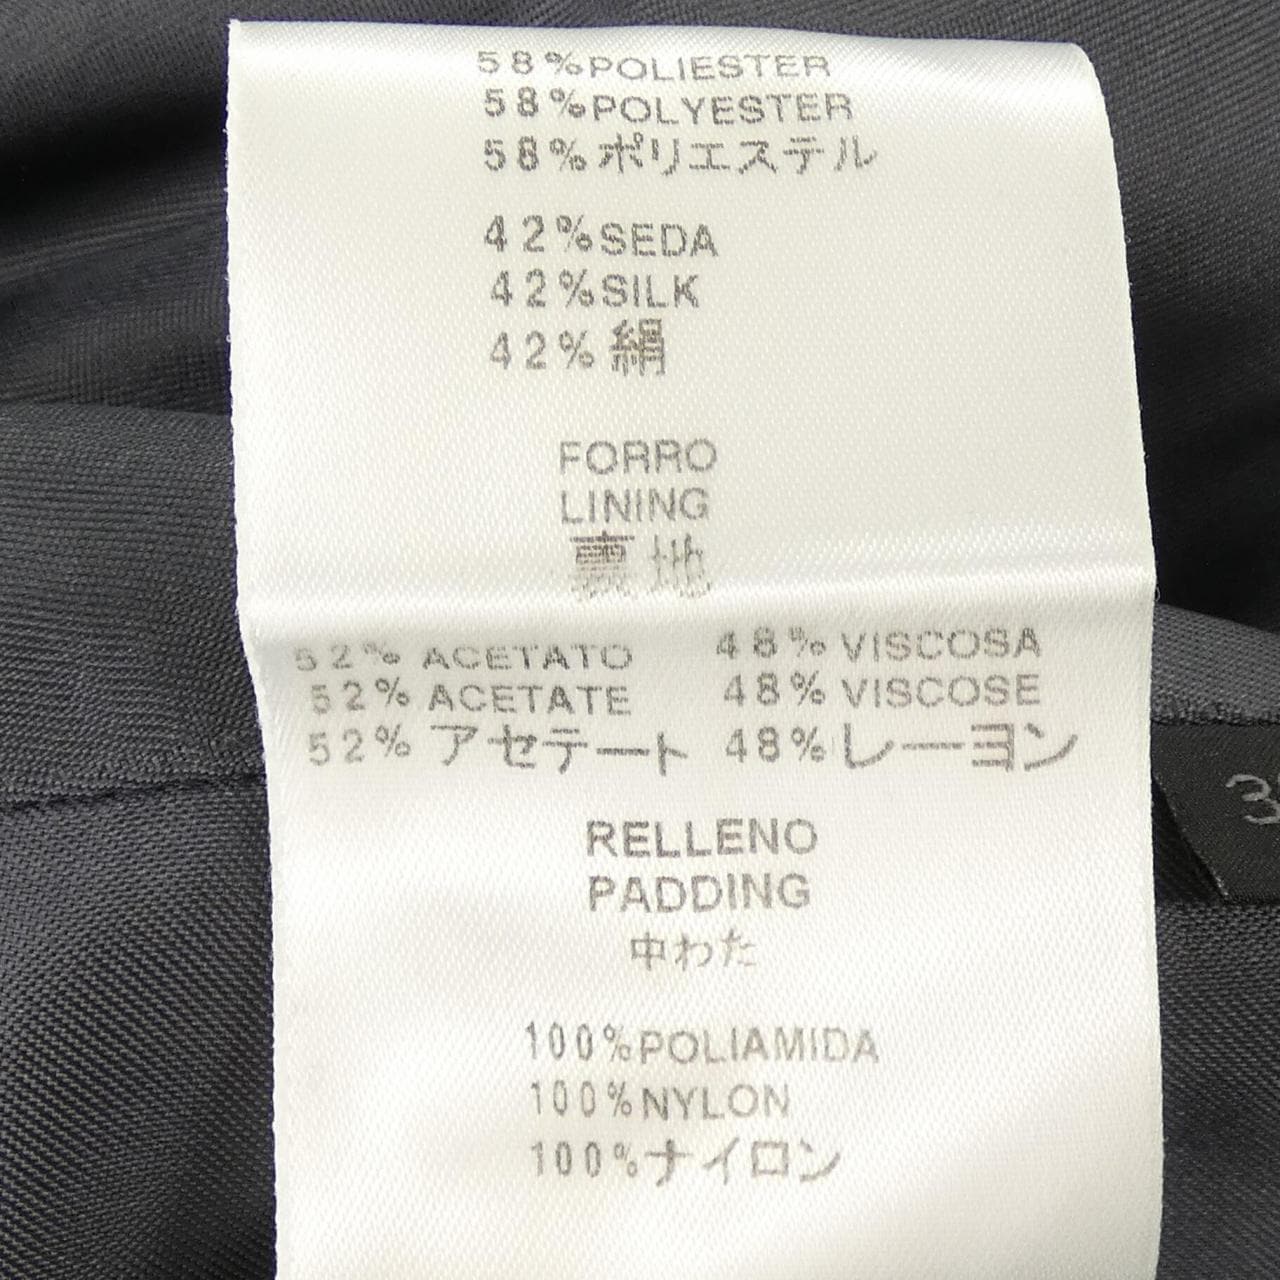 58%POLIESTER
58%POLYESTER
58%ポリエステル
42%SEDA
42%SILK
42%絹
FORRO
LINING
裏地
52% ACETATO 48% VISCOSA
52% ACETATE 48% VISCOSE
52% アセテート 48% レーヨン
RELLENO
PADDING
中わた
100%POLIAMIDA
100%NYLON
100%ナイロン